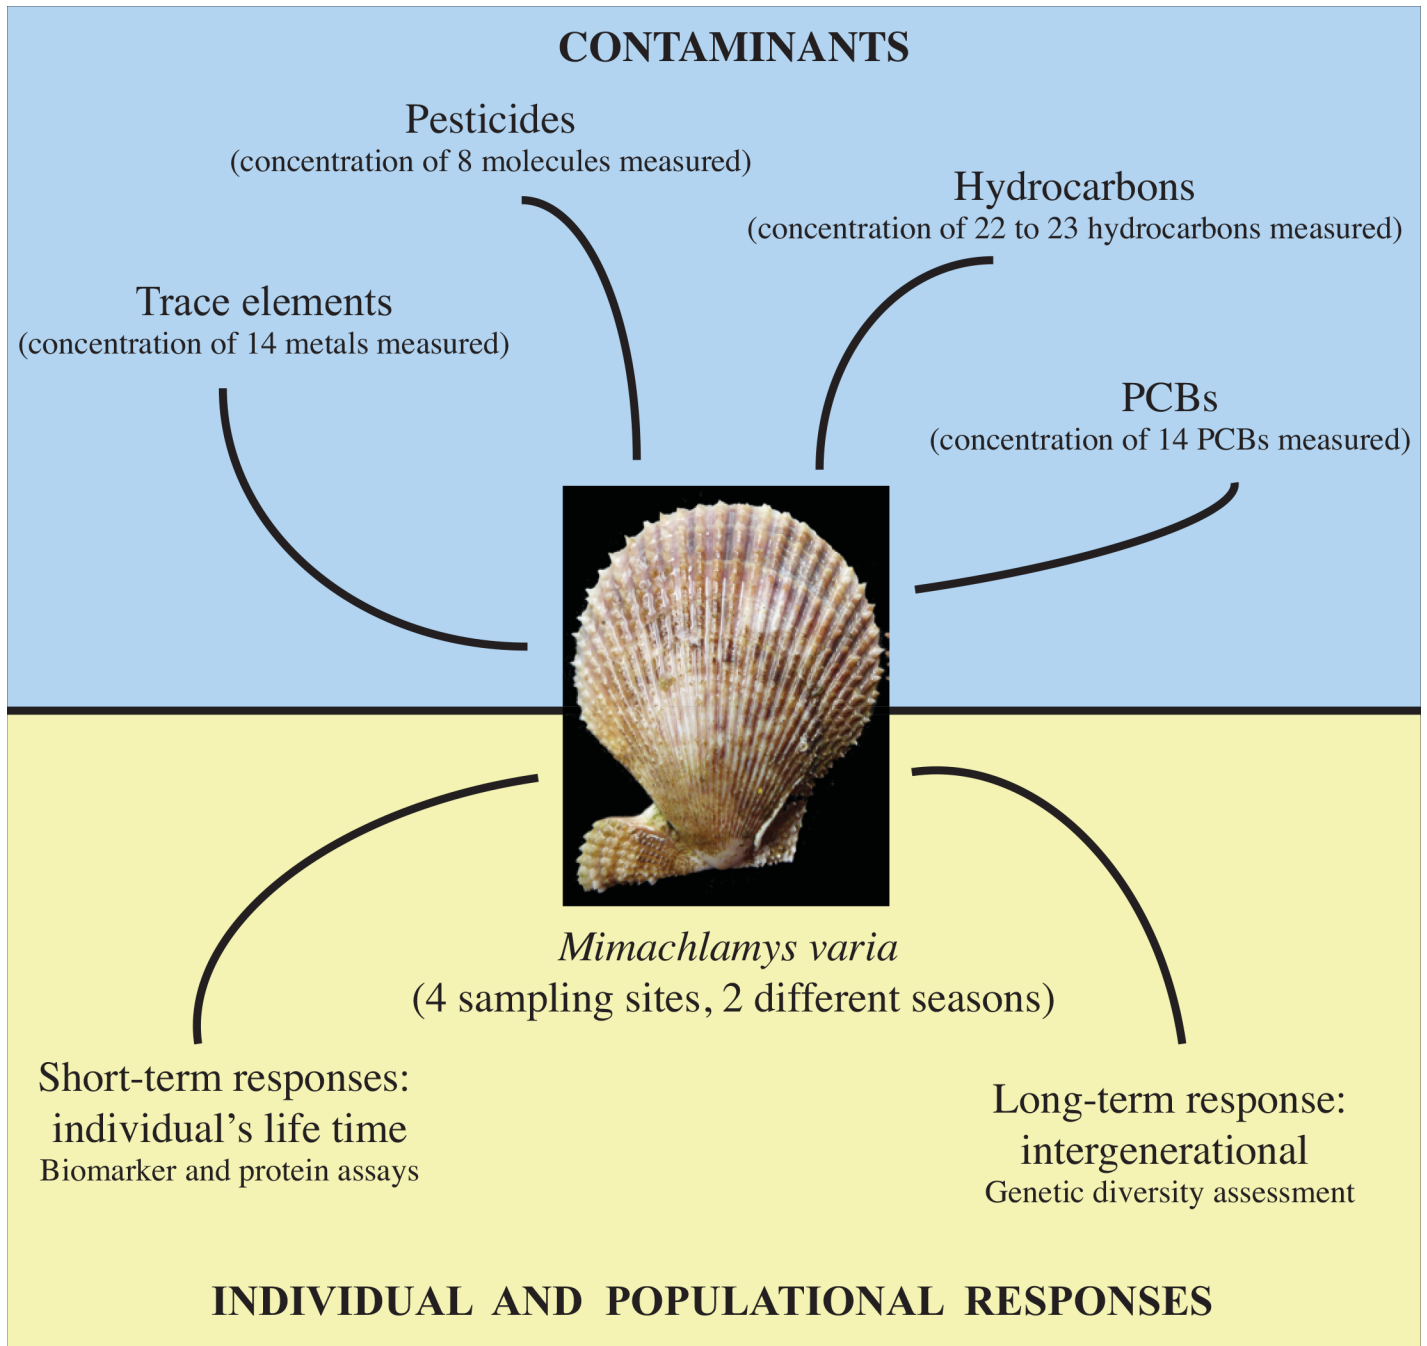 CONTAMINANTS
Pesticides
(concentration of 8 molecules measured)
Hydrocarbons
(concentration of 22 to 23 hydrocarbons measured)
Trace elements
(concentration of 14 metals measured)
PCBs
(concentration of 14 PCBs measured)
Mimachlamys varia
(4 sampling sites, 2 different seasons)
Short-term responses:
individual’s life time
Biomarker and protein assays
Long-term response:
intergenerational
Genetic diversity assessment
INDIVIDUAL AND POPULATIONAL RESPONSES